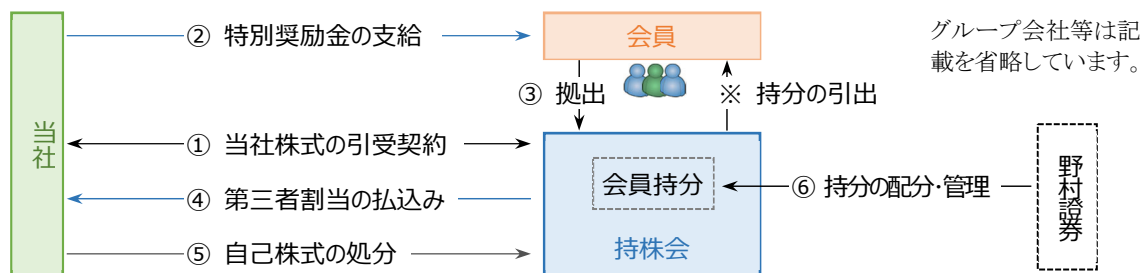 ② 特別奨励金の支給
会員
グループ会社等は記
載を省略しています。
③ 拠出
※ 持分の引出
当社
① 当社株式の引受契約
会員持分
⑥ 持分の配分・管理
野村證券
④ 第三者割当の払込み
⑤ 自己株式の処分
持株会